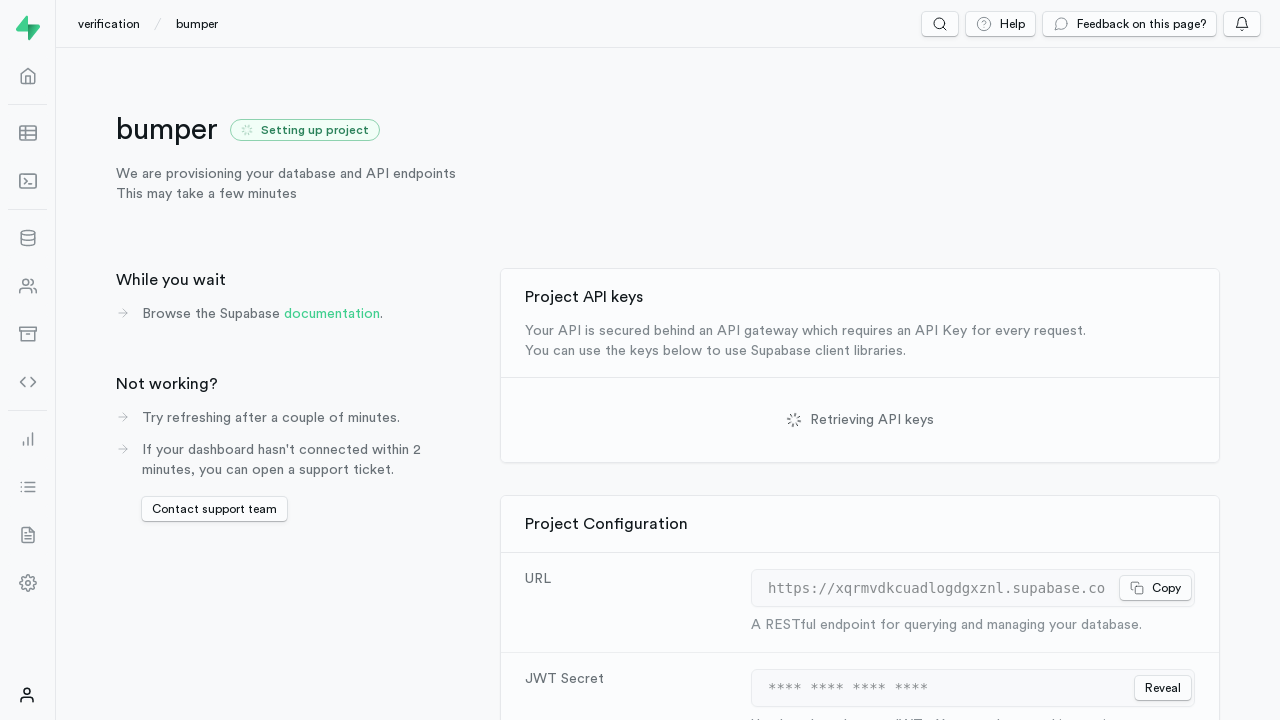 verification / bumper
Help
Feedback on this page?
bumper
Setting up project
We are provisioning your database and API endpoints
This may take a few minutes
While you wait
Browse the Supabase documentation.
Not working?
Try refreshing after a couple of minutes.
If your dashboard hasn't connected within 2
minutes, you can open a support ticket.
Contact support team
Project API keys
Your API is secured behind an API gateway which requires an API Key for every request.
You can use the keys below to use Supabase client libraries.
Retrieving API keys
Project Configuration
URL
https://xqrmvdkcuadlogdgxznl.supabase.co
Copy
A RESTful endpoint for querying and managing your database.
JWT Secret
**** **** **** ****
Reveal